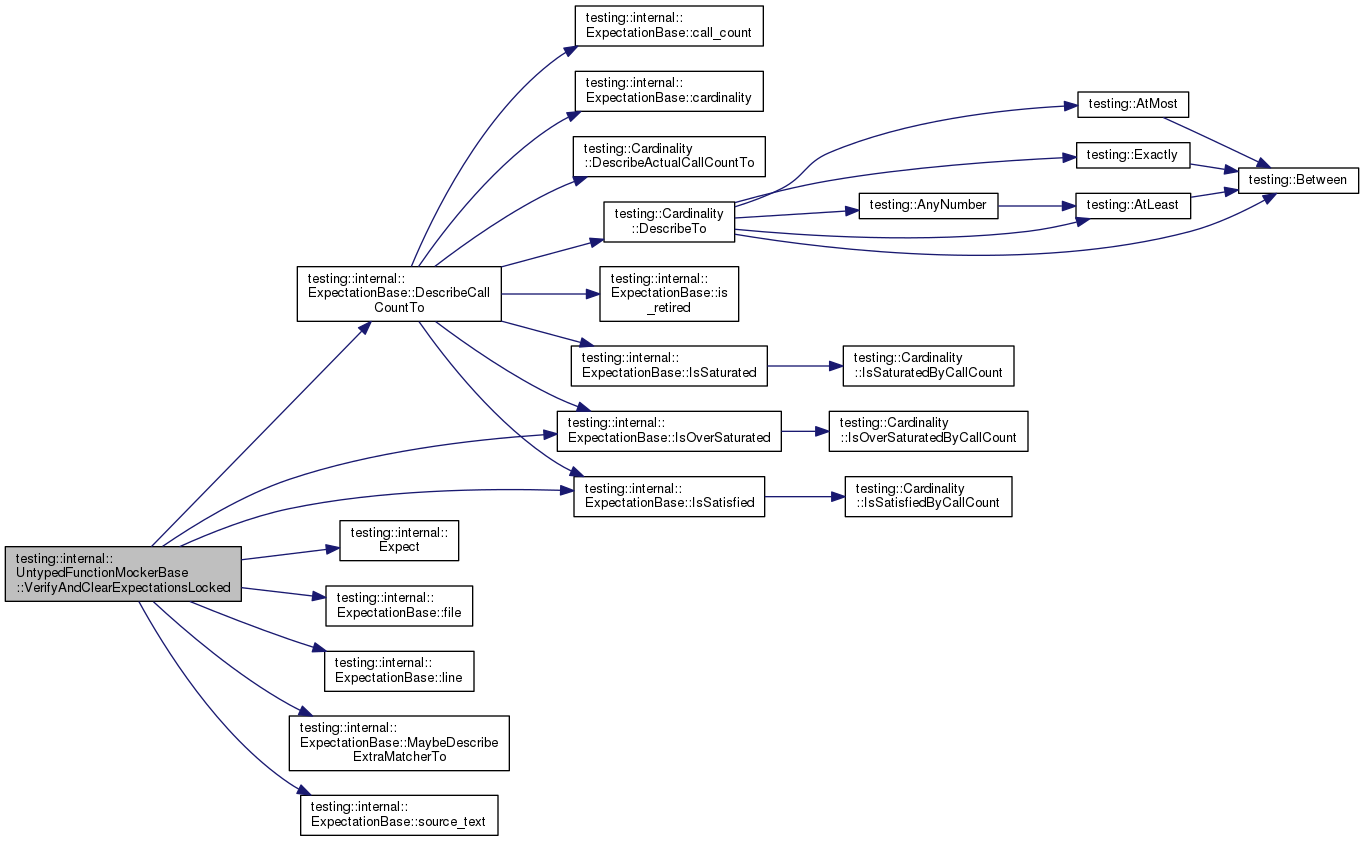 testing::internal::
ExpectationBase::call_count
testing::internal::
ExpectationBase::cardinality
testing::Cardinality
::DescribeActualCallCountTo
testing::AtMost
testing::Exactly
testing::Between
testing::Cardinality
::DescribeTo
testing::AnyNumber
testing::AtLeast
testing::internal::
ExpectationBase::DescribeCall
CountTo
testing::internal::
ExpectationBase::is
_retired
testing::internal::
ExpectationBase::IsSaturated
testing::Cardinality
::IsSaturatedByCallCount
testing::internal::
ExpectationBase::IsOverSaturated
testing::Cardinality
::IsOverSaturatedByCallCount
testing::internal::
ExpectationBase::IsSatisfied
testing::Cardinality
::IsSatisfiedByCallCount
testing::internal::
UntypedFunctionMockerBase
::VerifyAndClearExpectationsLocked
testing::internal::
Expect
testing::internal::
ExpectationBase::file
testing::internal::
ExpectationBase::line
testing::internal::
ExpectationBase::MaybeDescribe
ExtraMatcherTo
testing::internal::
ExpectationBase::source_text